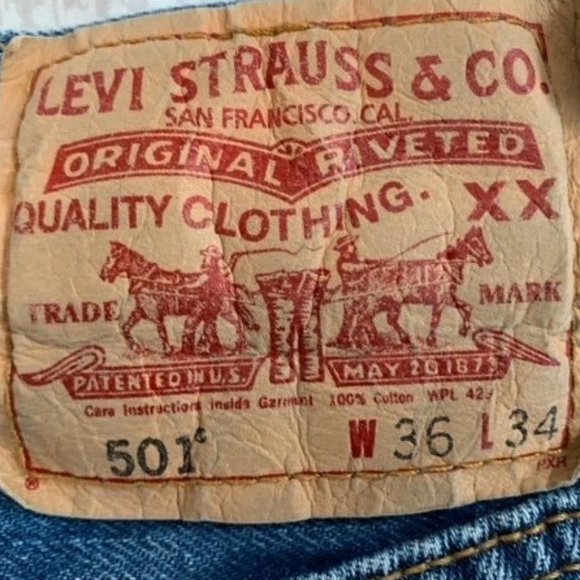 LEVI STRAUSS & CO.
SAN FRANCISCO, CAL.
ORIGINAL RIVETED
QUALITY CLOTHING. XX
TRADE MARK
PATENTED IN U.S. MAY 20 1873
Care Instructions inside Garment 100% Cotton WPL 423
501 W 36 L 34
®